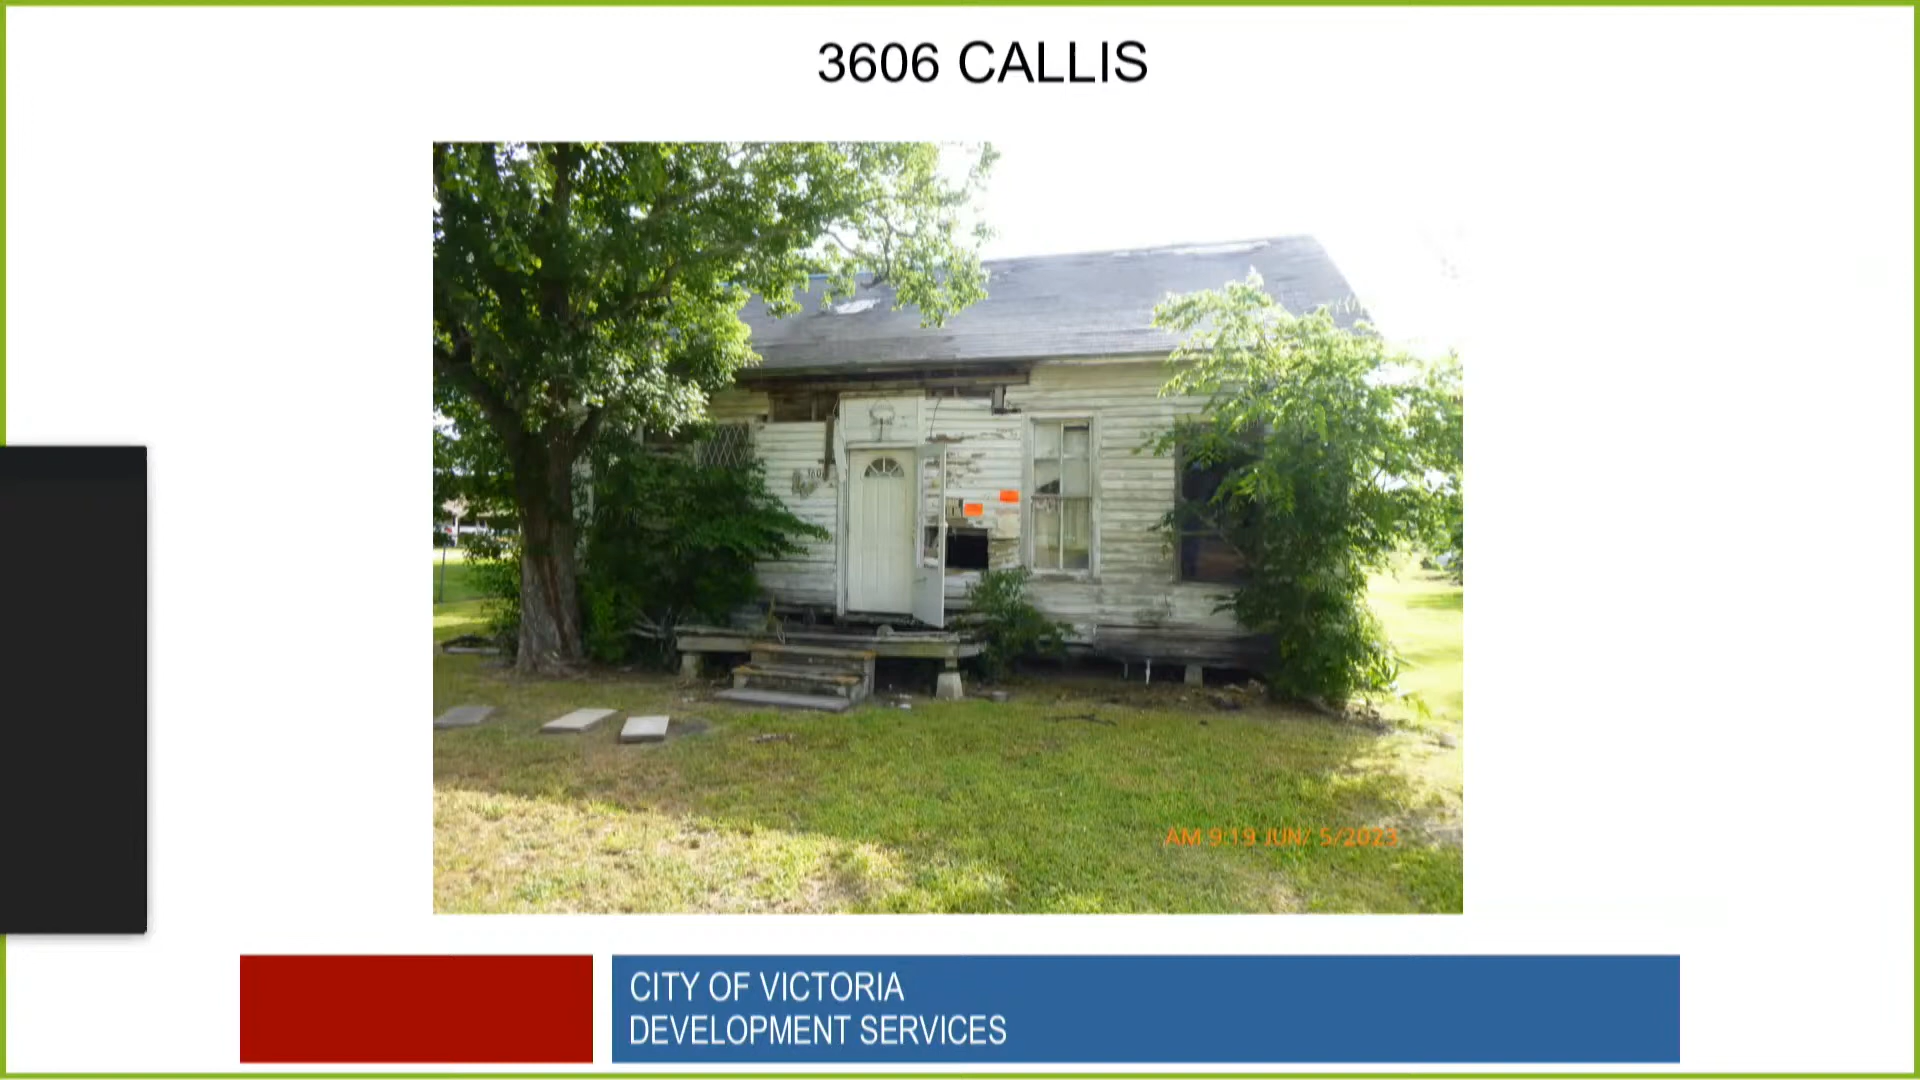 3606 CALLIS
AM 9:19 JUN/ 5/2023
CITY OF VICTORIA
DEVELOPMENT SERVICES